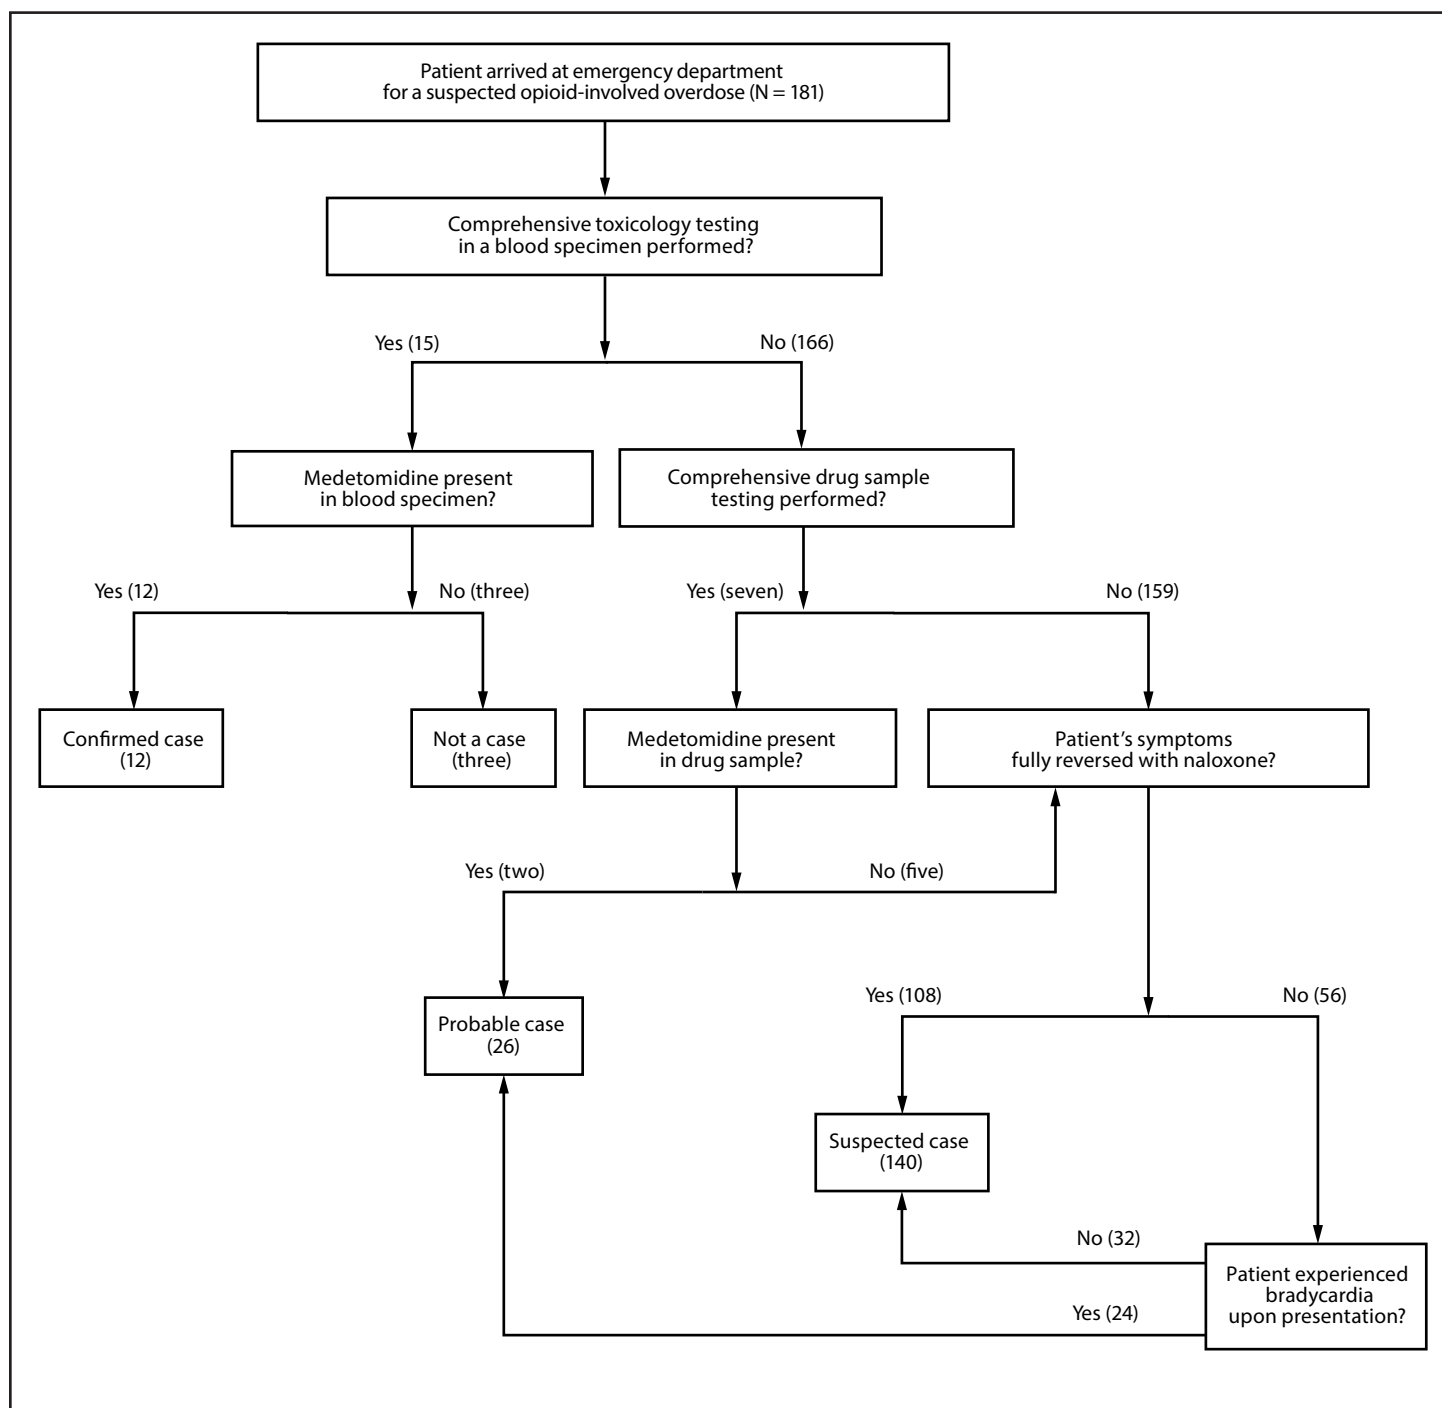 Patient arrived at emergency department
for a suspected opioid-involved overdose (N = 181)
Comprehensive toxicology testing
in a blood specimen performed?
Yes (15)
No (166)
Medetomidine present
in blood specimen?
Comprehensive drug sample
testing performed?
Yes (12)
No (three)
Yes (seven)
No (159)
Confirmed case
(12)
Not a case
(three)
Medetomidine present
in drug sample?
Patient’s symptoms
fully reversed with naloxone?
Yes (two)
No (five)
Yes (108)
No (56)
Probable case
(26)
Suspected case
(140)
No (32)
Yes (24)
Patient experienced
bradycardia
upon presentation?